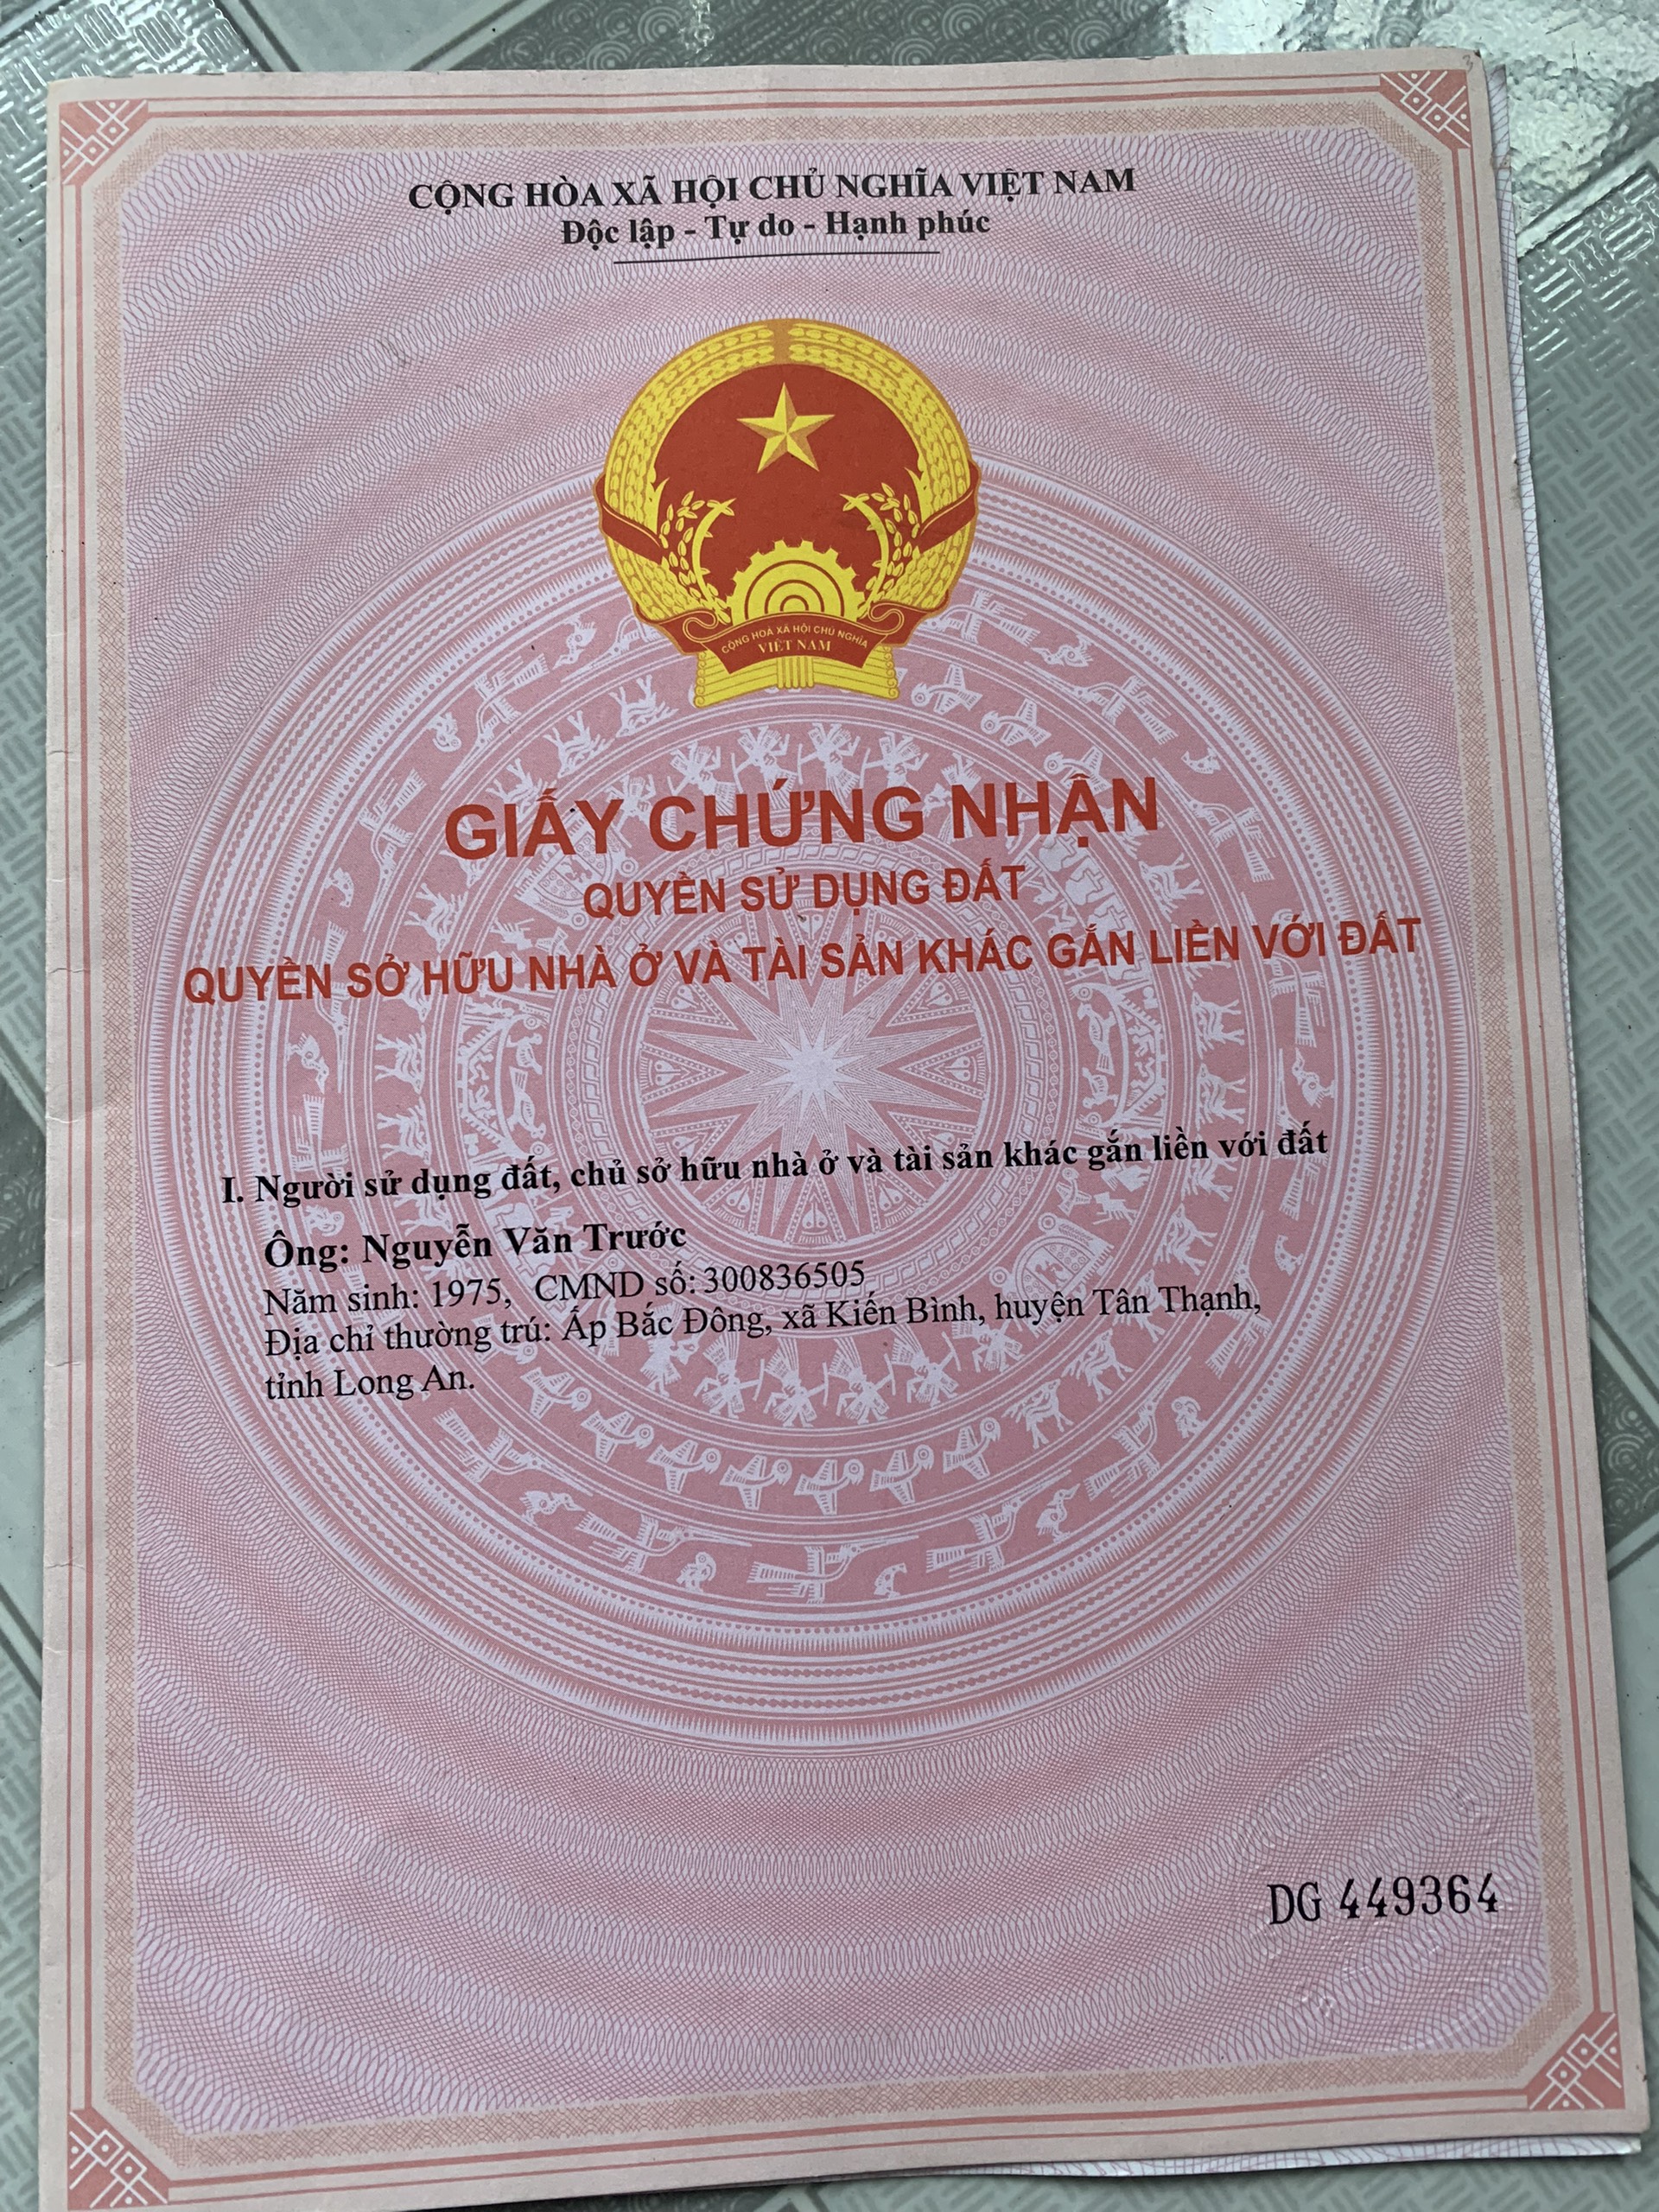 CỘNG HÒA XÃ HỘI CHỦ NGHĨA VIỆT NAM
Độc lập - Tự do - Hạnh phúc
CỘNG HOÀ XÃ HỘI CHỦ NGHĨA
VIỆT NAM
GIẤY CHỨNG NHẬN
QUYỀN SỬ DỤNG ĐẤT
QUYỀN SỞ HỮU NHÀ Ở VÀ TÀI SẢN KHÁC GẮN LIỀN VỚI ĐẤT
I. Người sử dụng đất, chủ sở hữu nhà ở và tài sản khác gắn liền với đất
Ông: Nguyễn Văn Trước
Năm sinh: 1975, CMND số: 300836505
Địa chỉ thường trú: Ấp Bắc Đông, xã Kiến Bình, huyện Tân Thạnh,
tỉnh Long An.
DG 449364